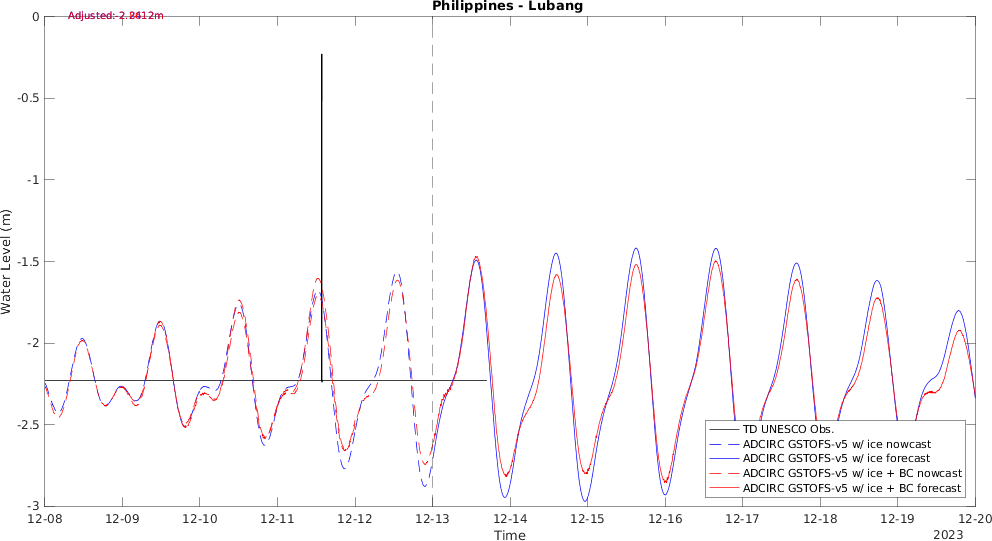 Philippines - Lubang
Adjusted:
0
-0.5
-1
-1.5
-2
-2.5
-3
Water Level (m)
TD UNESCO Obs.
ADCIRC GSTOFS-v5 w/ ice nowcast
ADCIRC GSTOFS-v5 w/ ice forecast
ADCIRC GSTOFS-v5 w/ ice + BC nowcast
ADCIRC GSTOFS-v5 w/ ice + BC forecast
12-08 12-09 12-10 12-11 12-12 12-13 12-14 12-15 12-16 12-17 12-18 12-19 12-20
Time
2023